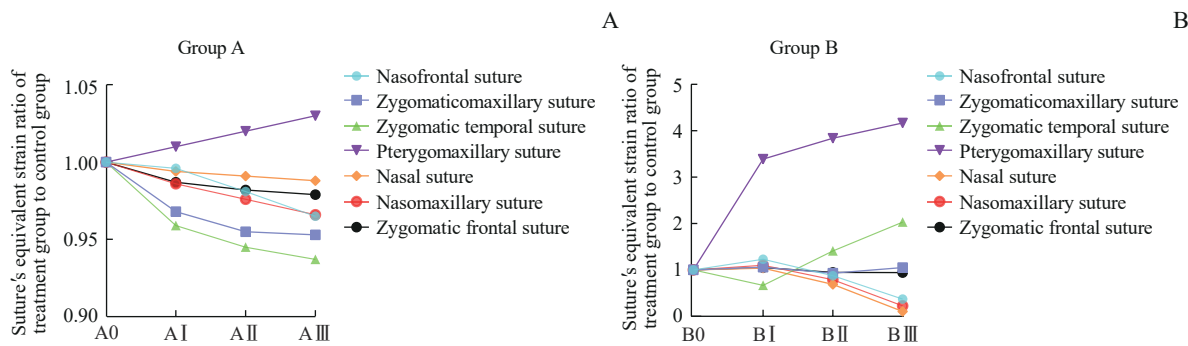 A
Group A
Suture's equivalent strain ratio of
treatment group to control group
1.05
1.00
0.95
0.90
A0
AⅠ
AⅡ
AⅢ
Nasofrontal suture
Zygomaticomaxillary suture
Zygomatic temporal suture
Pterygomaxillary suture
Nasal suture
Nasomaxillary suture
Zygomatic frontal suture
B
Group B
Suture's equivalent strain ratio of
treatment group to control group
5
4
3
2
1
0
B0
BⅠ
BⅡ
BⅢ
Nasofrontal suture
Zygomaticomaxillary suture
Zygomatic temporal suture
Pterygomaxillary suture
Nasal suture
Nasomaxillary suture
Zygomatic frontal suture